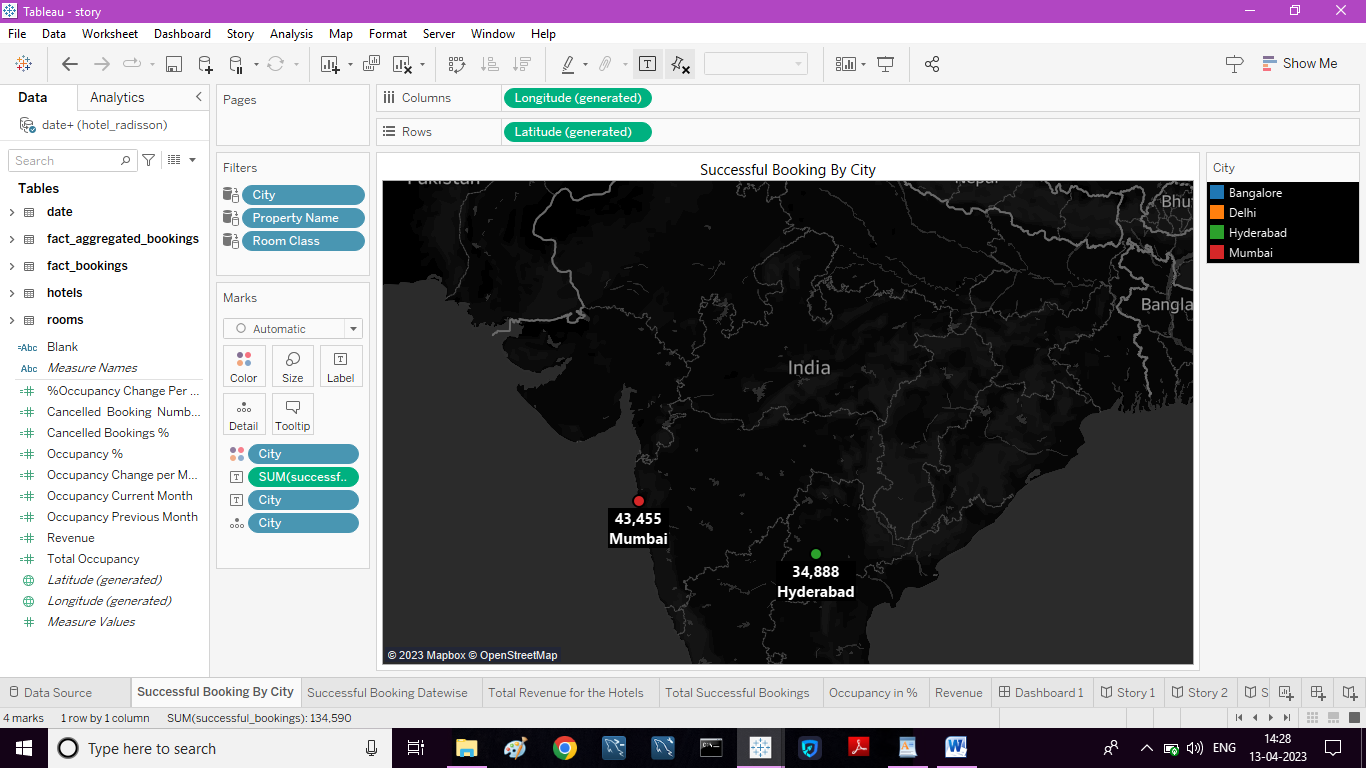 Tableau - story
File Data Worksheet Dashboard Story Analysis Map Format Server Window Help
Show Me
Data Analytics
date+ (hotel_radisson)
Search
Tables
date
fact_aggregated_bookings
fact_bookings
hotels
rooms
=Abc Blank
Abc Measure Names
%Occupancy Change Per ...
Cancelled Booking Numb...
Cancelled Bookings %
Occupancy %
Occupancy Change per M...
Occupancy Current Month
Occupancy Previous Month
Revenue
Total Occupancy
Latitude (generated)
Longitude (generated)
Measure Values
Pages
Filters
City
Property Name
Room Class
Marks
Automatic
Color Size Label
Detail Tooltip
City
SUM(successf..
City
City
Columns Longitude (generated)
Rows Latitude (generated)
Successful Booking By City
Pakistan
Nepal
Bhut
Bangla
India
43,455
Mumbai
34,888
Hyderabad
© 2023 Mapbox © OpenStreetMap
City
Bangalore
Delhi
Hyderabad
Mumbai
Data Source Successful Booking By City Successful Booking Datewise Total Revenue for the Hotels Total Successful Bookings Occupancy in % Revenue Dashboard 1 Story 1 Story 2 S
4 marks 1 row by 1 column SUM(successful_bookings): 134,590
Type here to search
ENG
14:28
13-04-2023